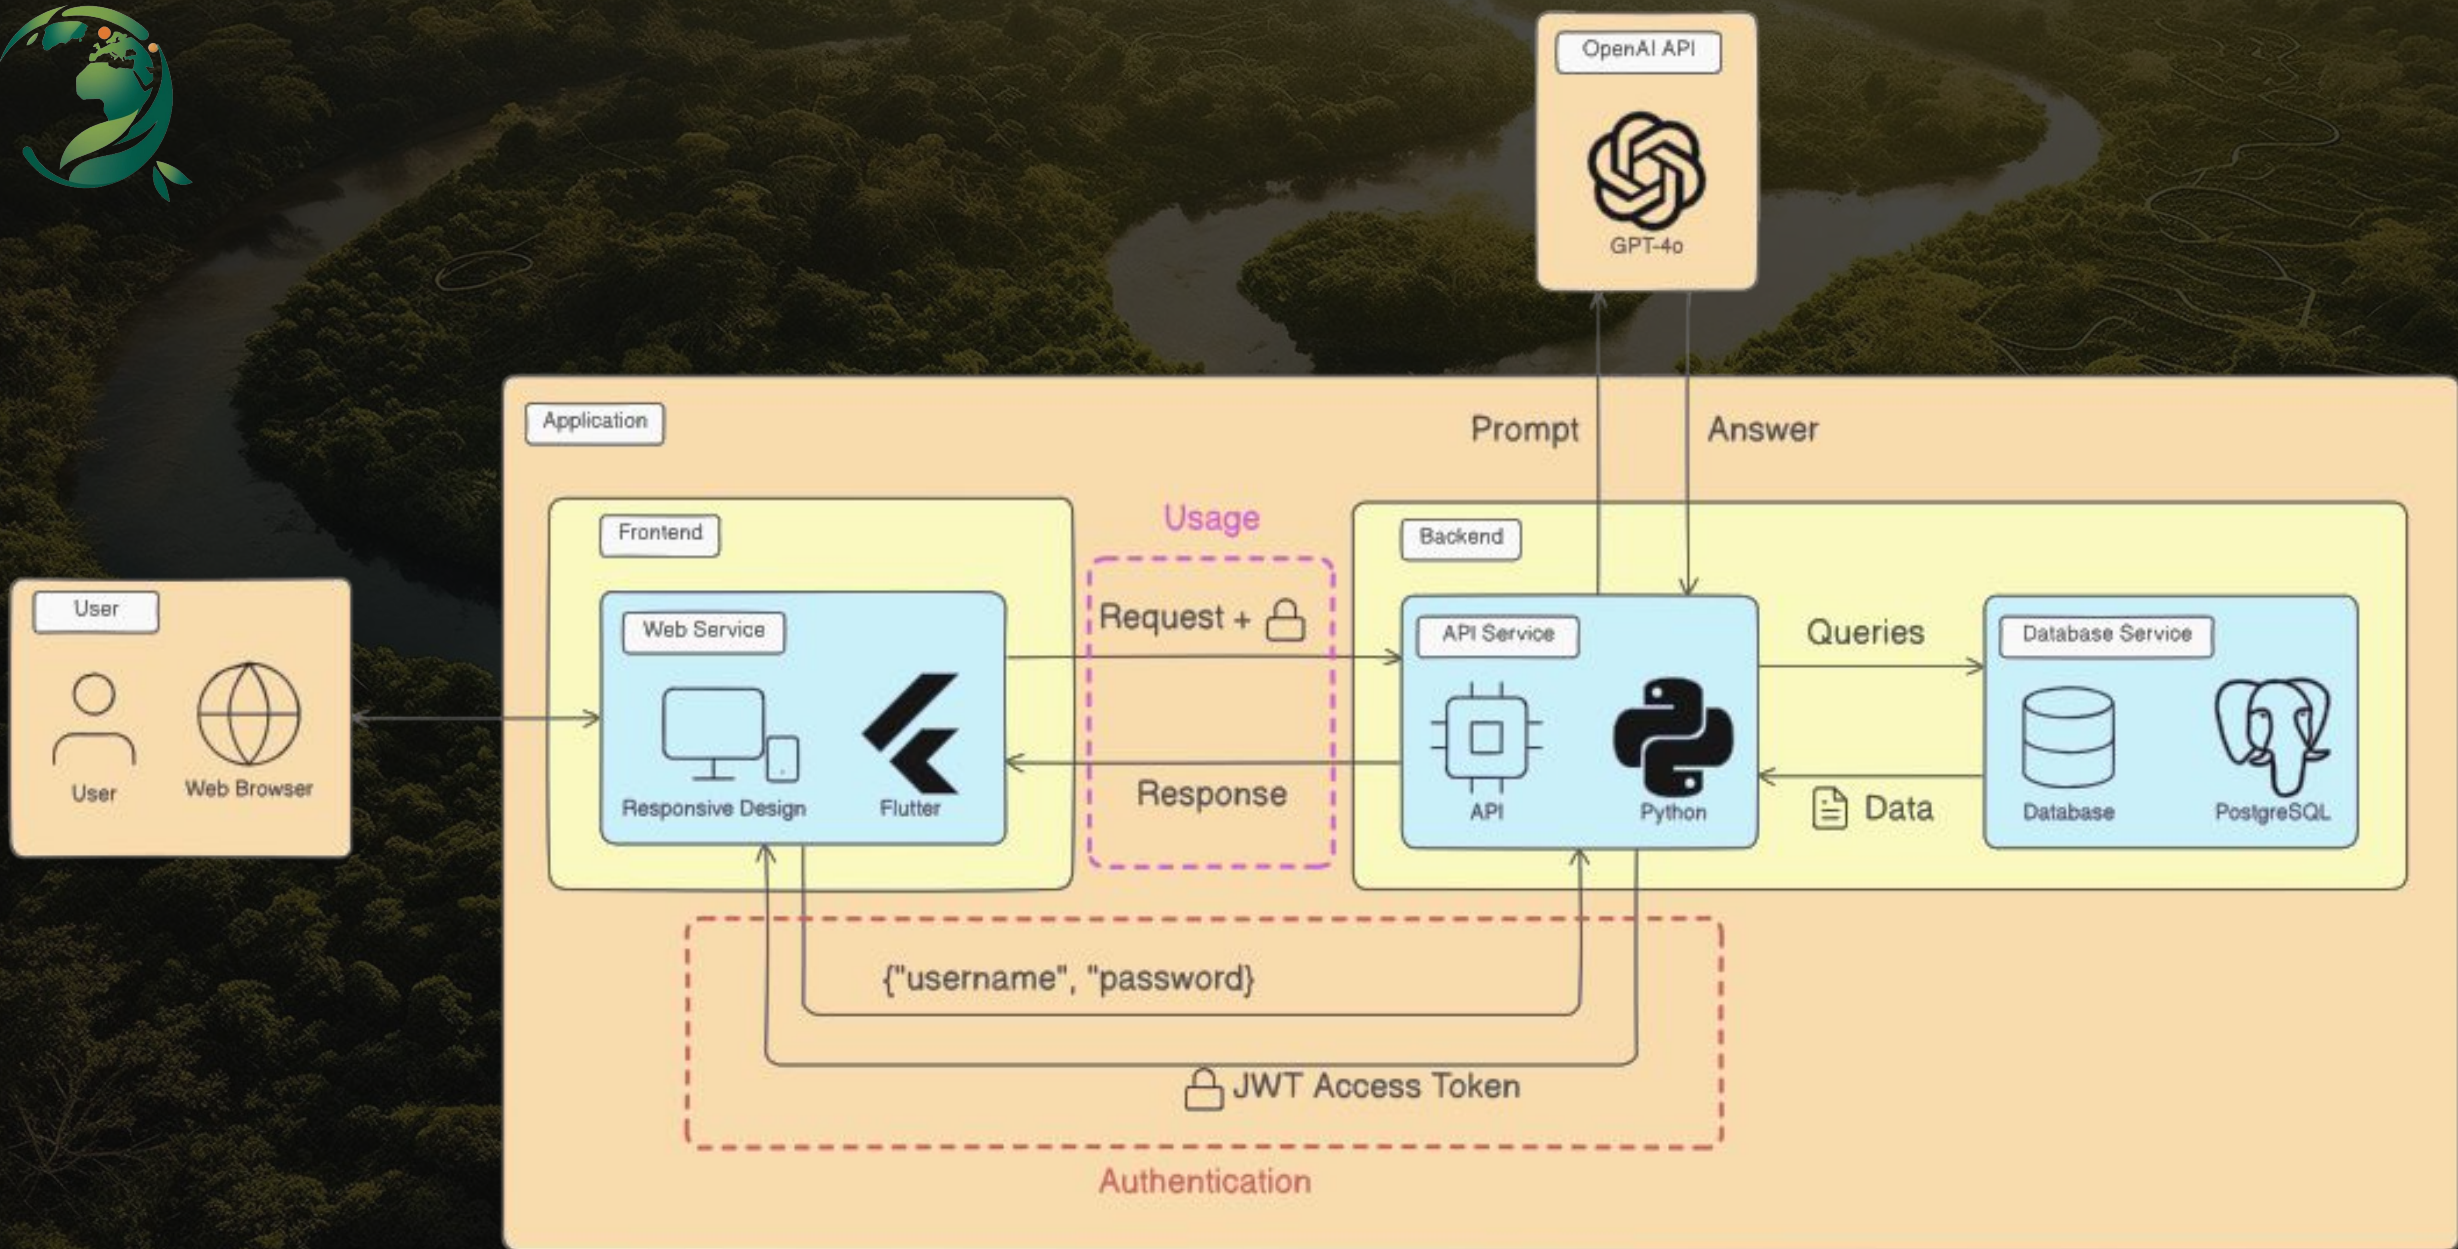 OpenAI API
GPT-4o
Application
Prompt
Answer
Frontend
Usage
Backend
User
Web Service
Request +
API Service
Queries
Database Service
User
Web Browser
Responsive Design
Flutter
Response
API
Python
Data
Database
PostgreSQL
{"username", "password}
JWT Access Token
Authentication